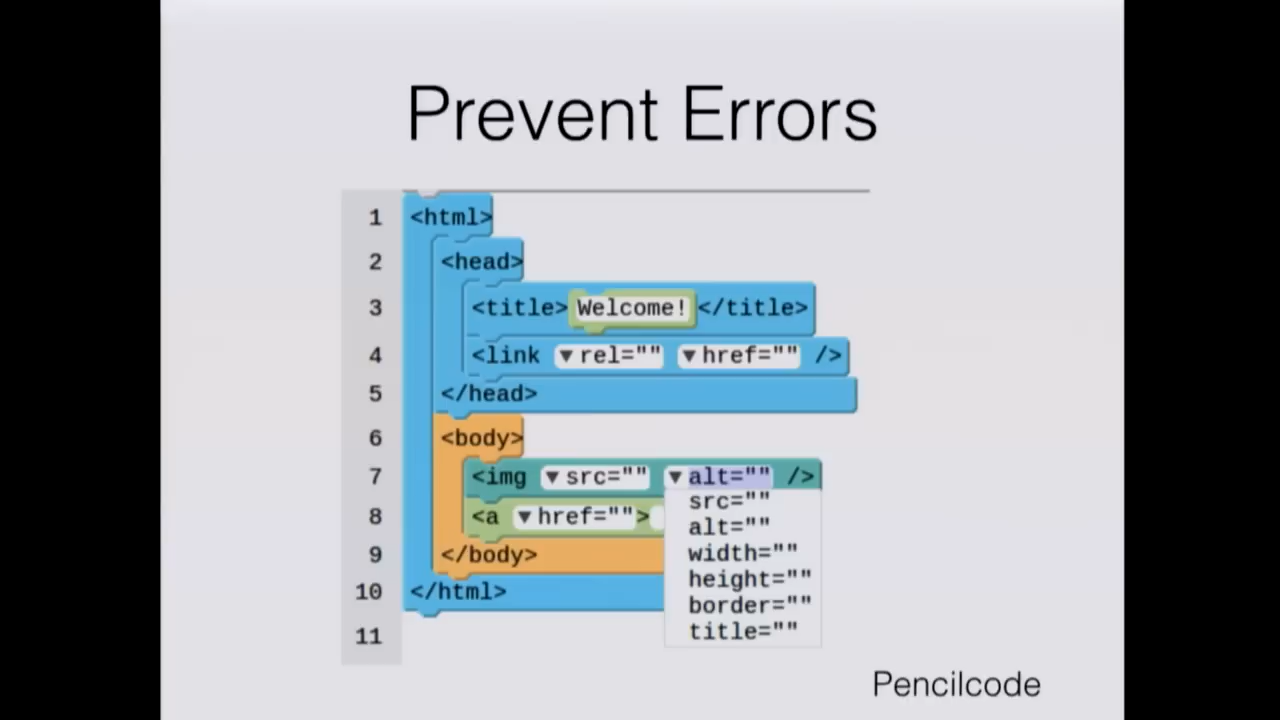 Prevent Errors
1 <html>
2 <head>
3 <title> Welcome! </title>
4 <link ▼rel="" ▼href="" />
5 </head>
6 <body>
7 <img ▼src="" ▼alt="" />
src=""
8 <a ▼href="">
alt=""
width=""
9 </body>
height=""
10 </html>
border=""
title=""
11
Pencilcode